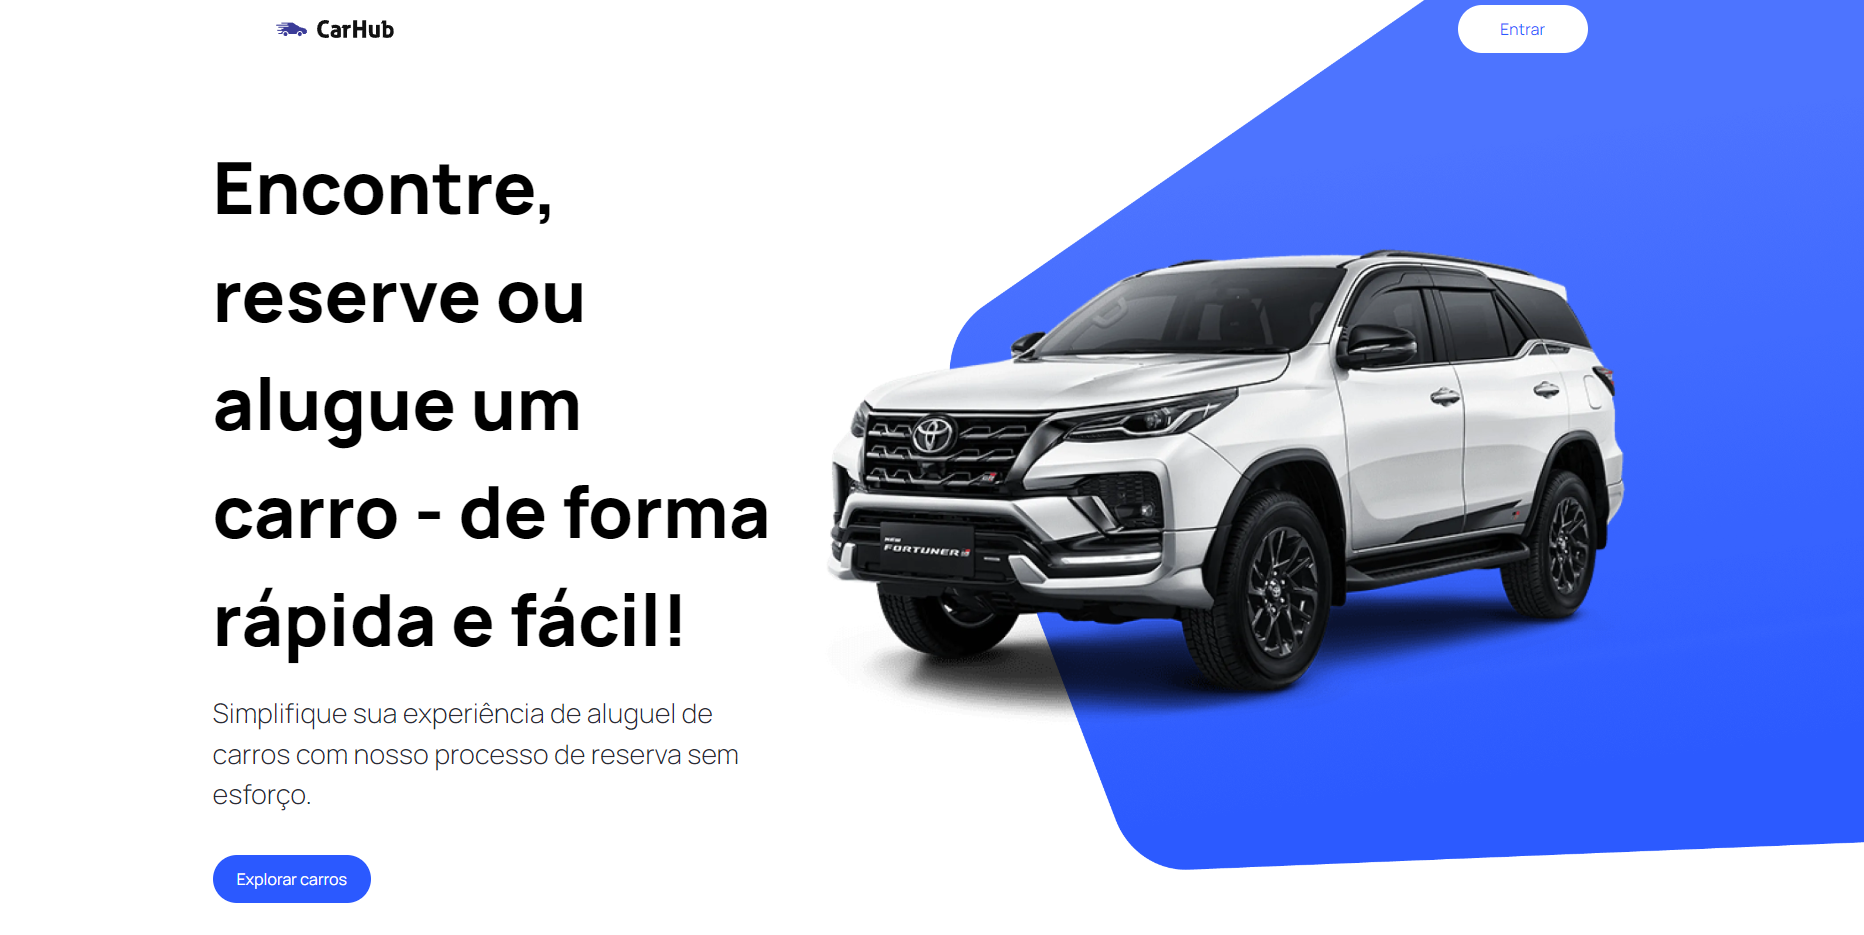 CarHub
Entrar
Encontre,
reserve ou
alugue um
carro - de forma
rápida e fácil!
Simplifique sua experiência de aluguel de
carros com nosso processo de reserva sem
esforço.
Explorar carros
NEW
FORTUNER